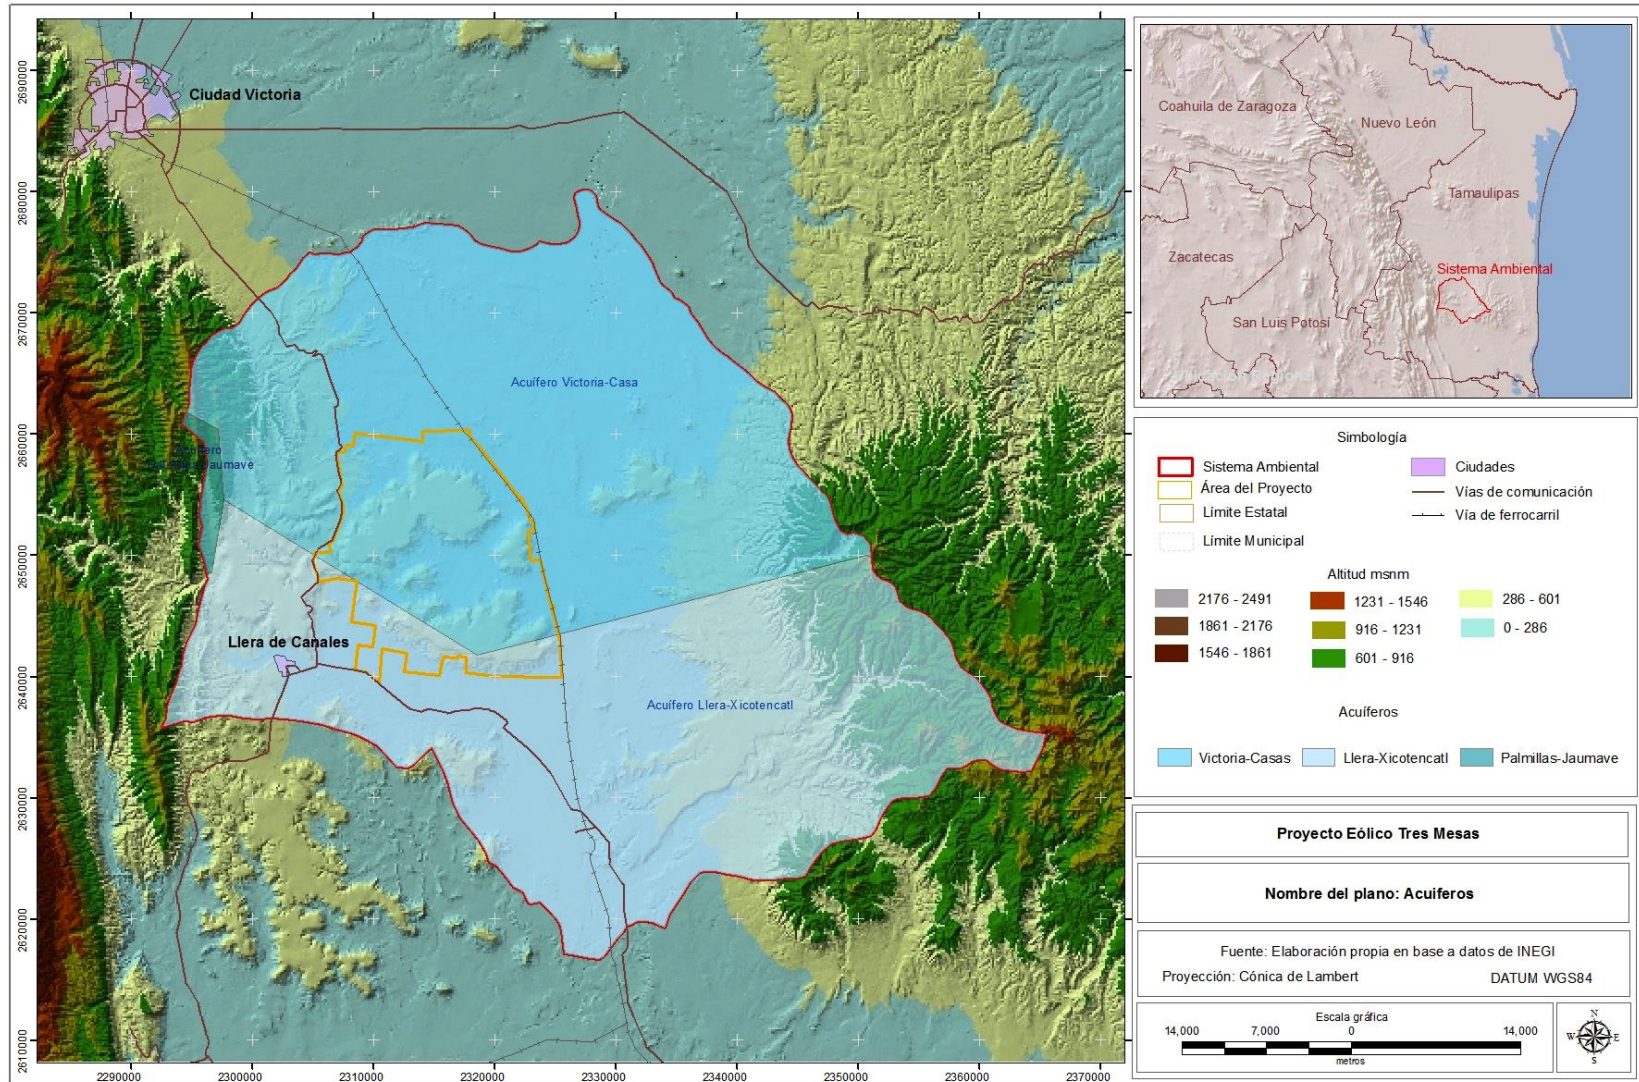 Ciudad Victoria
Acuífero Victoria-Casa
Jaumave
Llera de Canales
Acuífero Llera-Xicotencatl
2690000
2680000
2670000
2660000
2650000
2640000
2630000
2620000
2610000
2290000
2300000
2310000
2320000
2330000
2340000
2350000
2360000
2370000
Coahuila de Zaragoza
Nuevo León
Tamaulipas
Zacatecas
Sistema Ambiental
San Luis Potosí
Simbología
Sistema Ambiental
Ciudades
Área del Proyecto
Vías de comunicación
Límite Estatal
Vía de ferrocarril
Límite Municipal
Altitud msnm
2176 - 2491
1231 - 1546
286 - 601
1861 - 2176
916 - 1231
0 - 286
1546 - 1861
601 - 916
Acuíferos
Victoria-Casas
Llera-Xicotencatl
Palmillas-Jaumave
Proyecto Eólico Tres Mesas
Nombre del plano: Acuiferos
Fuente: Elaboración propia en base a datos de INEGI
Proyección: Cónica de Lambert
DATUM WGS84
Escala gráfica
14,000 7,000 0 14,000
metros
N
W E
S